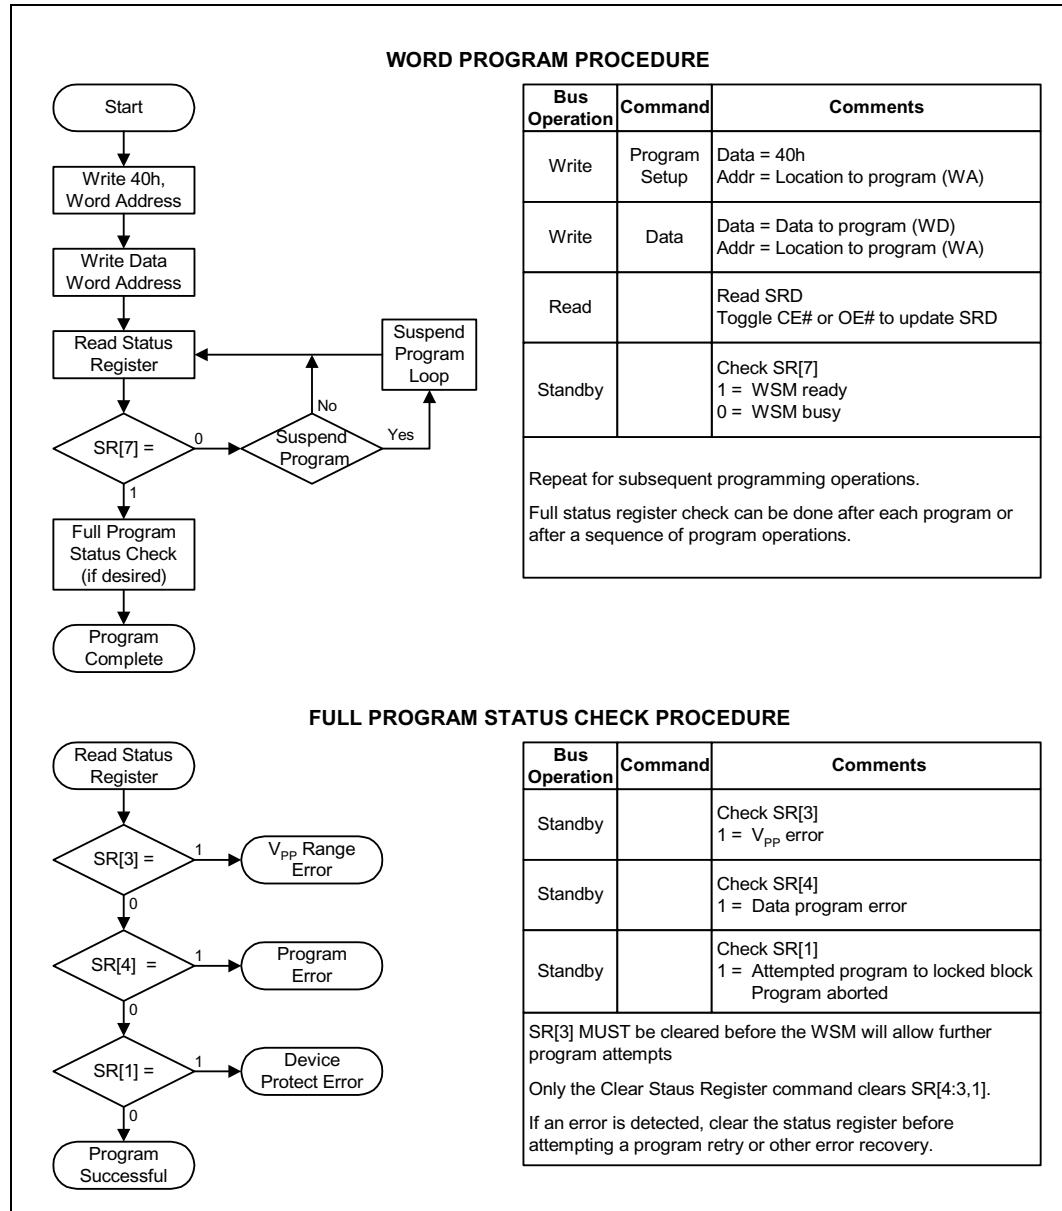 WORD PROGRAM PROCEDURE
Start
Write 40h,
Word Address
Write Data
Word Address
Read Status
Register
Suspend
Program
Loop
No
SR[7] =
0
Suspend
Program
Yes
1
Full Program
Status Check
(if desired)
Program
Complete
Bus
Operation
Command
Comments
Write
Program
Setup
Data = 40h
Addr = Location to program (WA)
Write
Data
Data = Data to program (WD)
Addr = Location to program (WA)
Read
Read SRD
Toggle CE# or OE# to update SRD
Standby
Check SR[7]
1 = WSM ready
0 = WSM busy
Repeat for subsequent programming operations.
Full status register check can be done after each program or
after a sequence of program operations.
FULL PROGRAM STATUS CHECK PROCEDURE
Read Status
Register
SR[3] =
1
V_PP Range
Error
0
SR[4] =
1
Program
Error
0
SR[1] =
1
Device
Protect Error
0
Program
Successful
Bus
Operation
Command
Comments
Standby
Check SR[3]
1 = V_PP error
Standby
Check SR[4]
1 = Data program error
Standby
Check SR[1]
1 = Attempted program to locked block
Program aborted
SR[3] MUST be cleared before the WSM will allow further
program attempts
Only the Clear Staus Register command clears SR[4:3,1].
If an error is detected, clear the status register before
attempting a program retry or other error recovery.